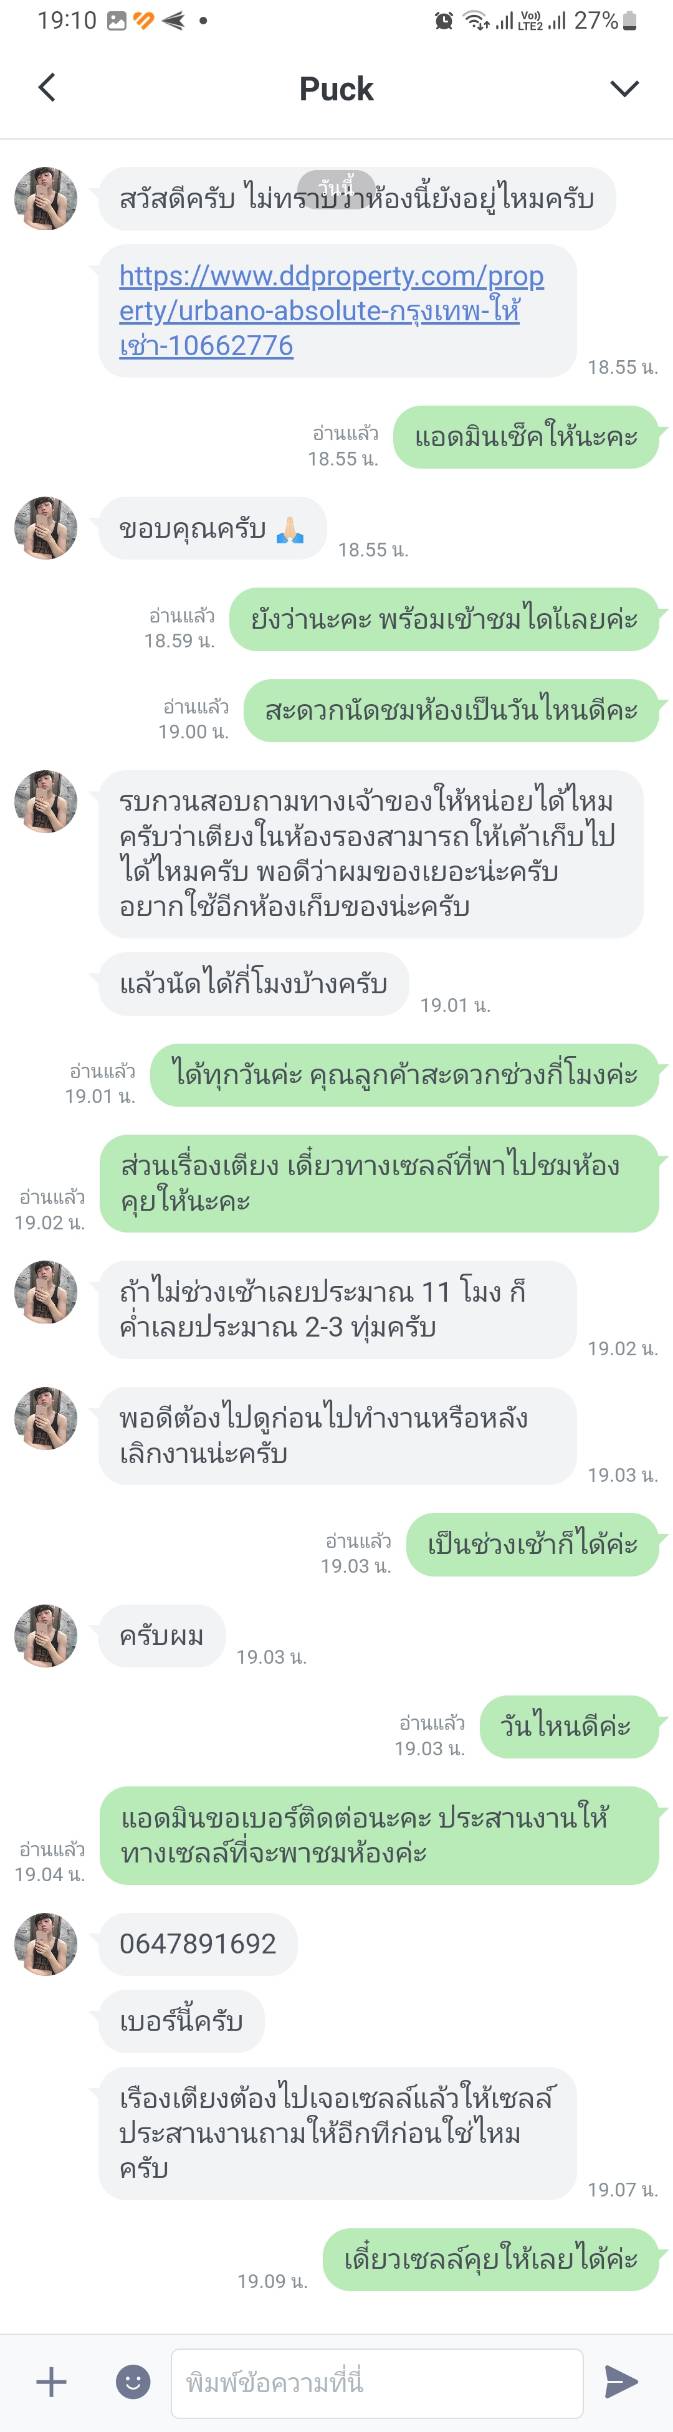 19:10
Vo)) LTE2 27%
Puck
วันนี้
สวัสดีครับ ไม่ทราบว่าห้องนี้ยังอยู่ไหมครับ
https://www.ddproperty.com/prop
erty/urbano-absolute-กรุงเทพ-ให้
เช่า-10662776
18.55 น.
แอดมินเช็คให้นะคะ
อ่านแล้ว
18.55 น.
ขอบคุณครับ 🙏🏻
18.55 น.
ยังว่านะคะ พร้อมเข้าชมได้เเลยค่ะ
อ่านแล้ว
18.59 น.
สะดวกนัดชมห้องเป็นวันไหนดีคะ
อ่านแล้ว
19.00 น.
รบกวนสอบถามทางเจ้าของให้หน่อยได้ไหม
ครับว่าเตียงในห้องรองสามารถให้เค้าเก็บไป
ได้ไหมครับ พอดีว่าผมของเยอะน่ะครับ
อยากใช้อีกห้องเก็บของน่ะครับ
แล้วนัดได้กี่โมงบ้างครับ
19.01 น.
ได้ทุกวันค่ะ คุณลูกค้าสะดวกช่วงกี่โมงค่ะ
อ่านแล้ว
19.01 น.
ส่วนเรื่องเตียง เดี๋ยวทางเซลล์ที่พาไปชมห้อง
คุยให้นะคะ
อ่านแล้ว
19.02 น.
ถ้าไม่ช่วงเช้าเลยประมาณ 11 โมง ก็
ค่ำเลยประมาณ 2-3 ทุ่มครับ
19.02 น.
พอดีต้องไปดูก่อนไปทำงานหรือหลัง
เลิกงานน่ะครับ
19.03 น.
เป็นช่วงเช้าก็ได้ค่ะ
อ่านแล้ว
19.03 น.
ครับผม
19.03 น.
วันไหนดีค่ะ
อ่านแล้ว
19.03 น.
แอดมินขอเบอร์ติดต่อนะคะ ประสานงานให้
ทางเซลล์ที่จะพาชมห้องค่ะ
อ่านแล้ว
19.04 น.
0647891692
เบอร์นี้ครับ
เรื่องเตียงต้องไปเจอเซลล์แล้วให้เซลล์
ประสานงานถามให้อีกทีก่อนใช่ไหม
ครับ
19.07 น.
เดี๋ยวเซลล์คุยให้เลยได้ค่ะ
19.09 น.
พิมพ์ข้อความที่นี่